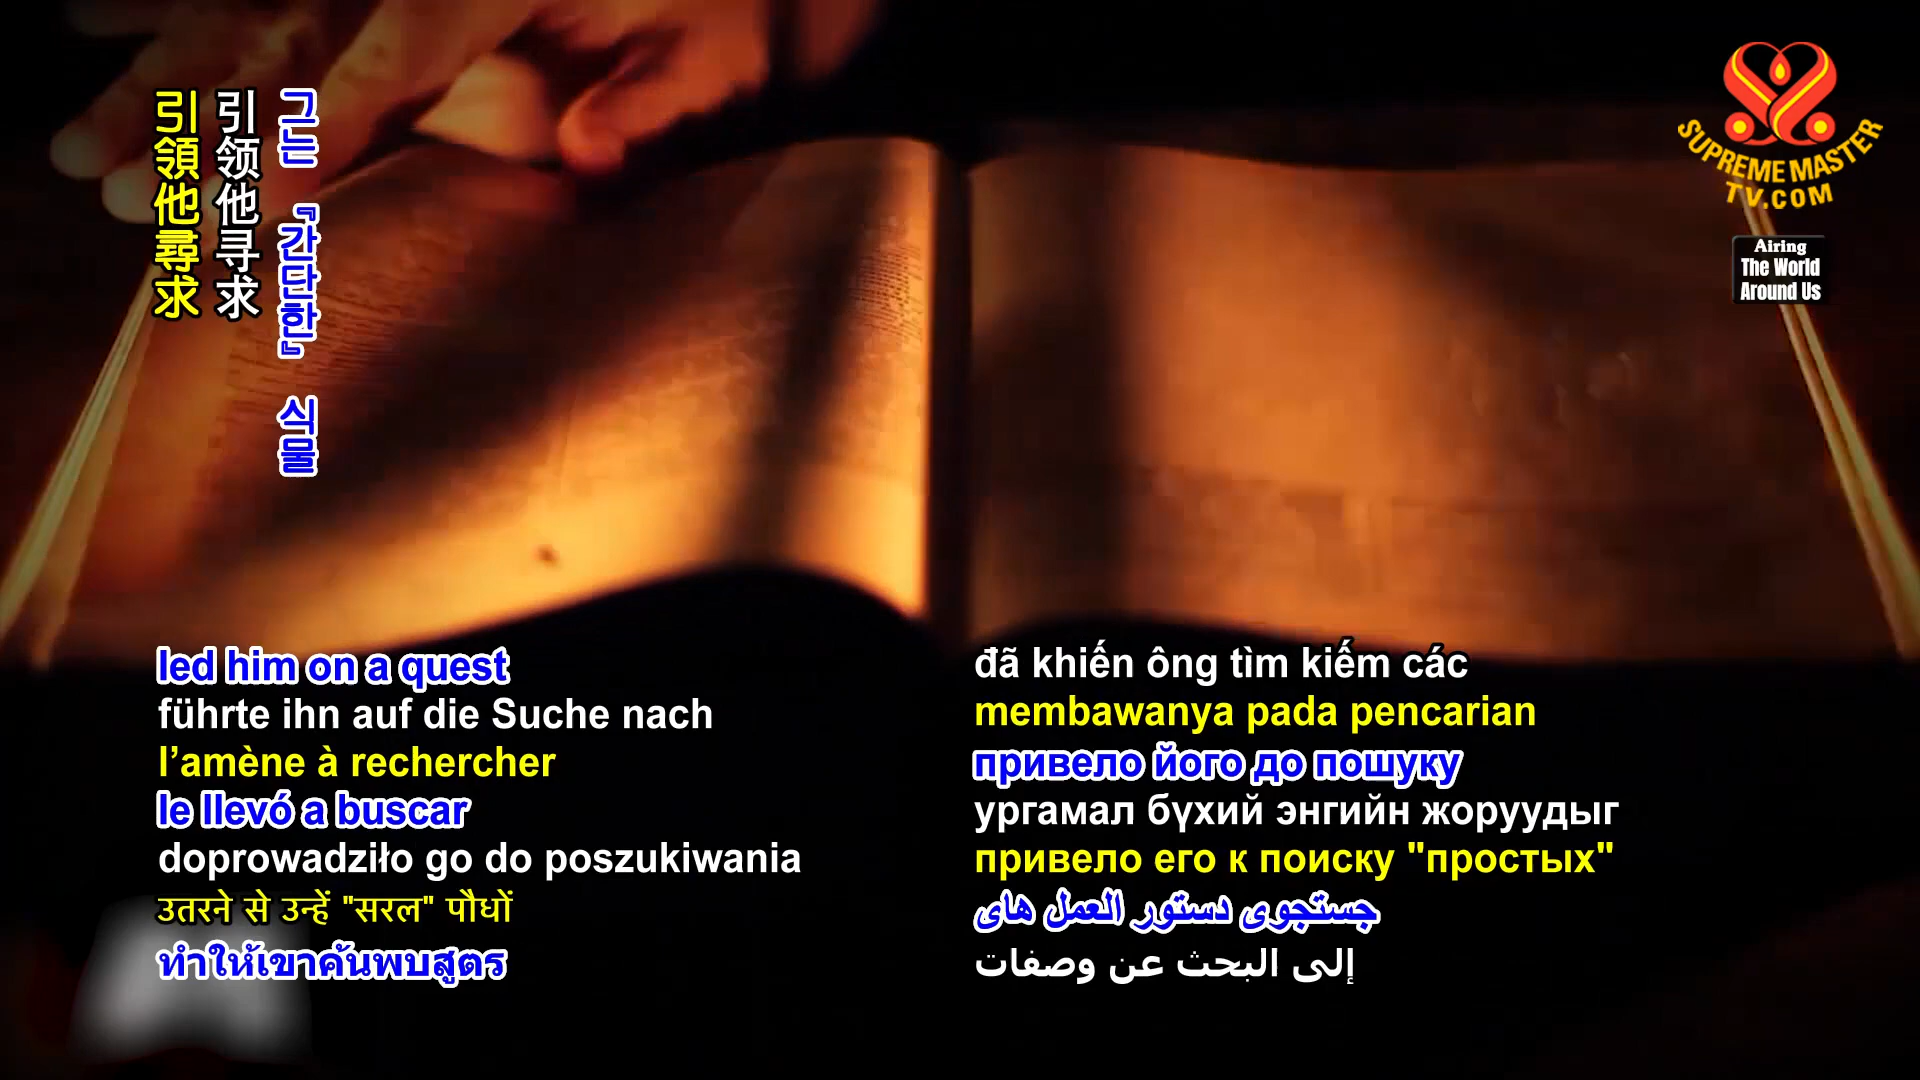 그는 『간단한』 식물
引领他寻求
引領他尋求
SUPREME MASTER
TV.COM
Airing
The World
Around Us
led him on a quest
führte ihn auf die Suche nach
l’amène à rechercher
le llevó a buscar
doprowadziło go do poszukiwania
उतरने से उन्हें "सरल" पौधों
ทำให้เขาค้นพบสูตร
đã khiến ông tìm kiếm các
membawanya pada pencarian
привело його до пошуку
ургамал бүхий энгийн жоруудыг
привело его к поиску "простых"
جستجوی دستور العمل های
إلى البحث عن وصفات